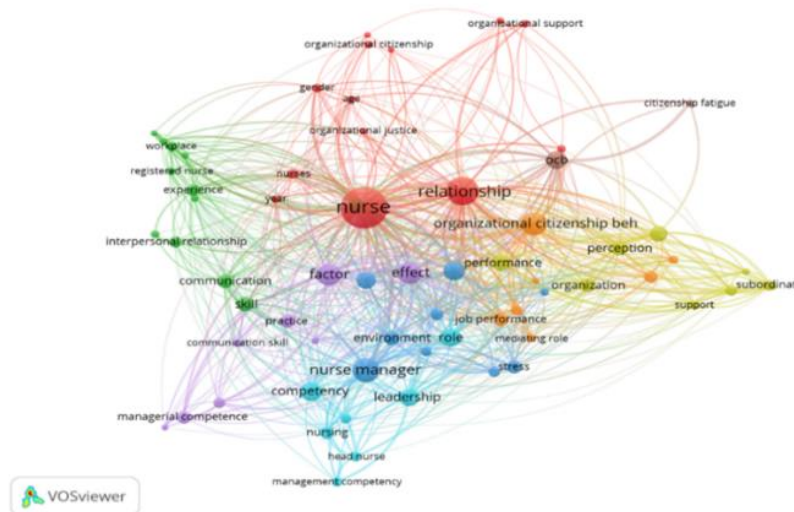 organisational support
organizational citizenship
gender
age
citizenship fatigue
organizational justice
workplace
ocb
registered nurse
nurses
experience
relationship
year
nurse
organizational citizenship beh
interpersonal relationship
perception
performance
factor
effect
communication
organization
subordinat
skill
support
practice
job performance
communication skill
environment
role
mediating role
nurse manager
stress
competency
leadership
managerial competence
nursing
head nurse
management competency
VOSviewer